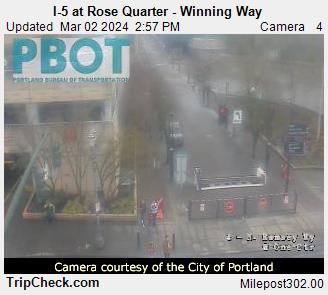 I-5 at Rose Quarter - Winning Way
Updated Mar 02 2024 2:57 PM Camera 4
PBOT
PORTLAND BUREAU OF TRANSPORTATION
Camera courtesy of the City of Portland
TripCheck.com Milepost302.00